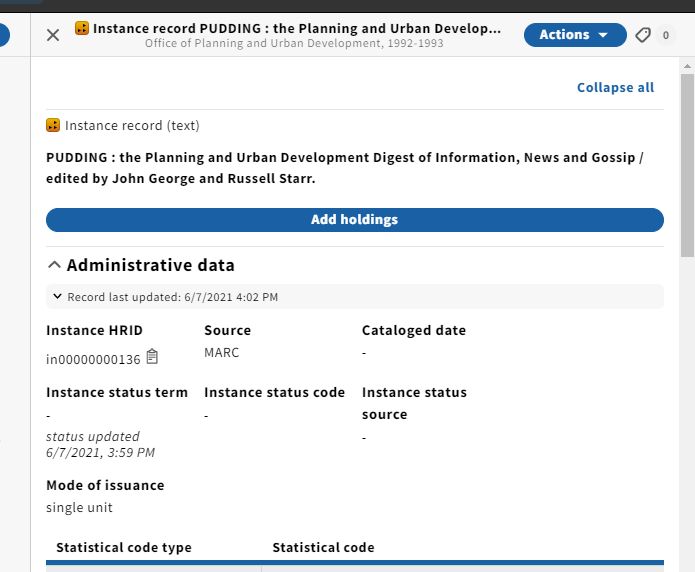 Instance record PUDDING : the Planning and Urban Develop...
Office of Planning and Urban Development, 1992-1993
Actions
0
Collapse all
Instance record (text)
PUDDING : the Planning and Urban Development Digest of Information, News and Gossip /
edited by John George and Russell Starr.
Add holdings
Administrative data
Record last updated: 6/7/2021 4:02 PM
Instance HRID Source Cataloged date
in00000000136 MARC -
Instance status term Instance status code Instance status
source
- - -
status updated
6/7/2021, 3:59 PM
Mode of issuance
single unit
Statistical code type Statistical code